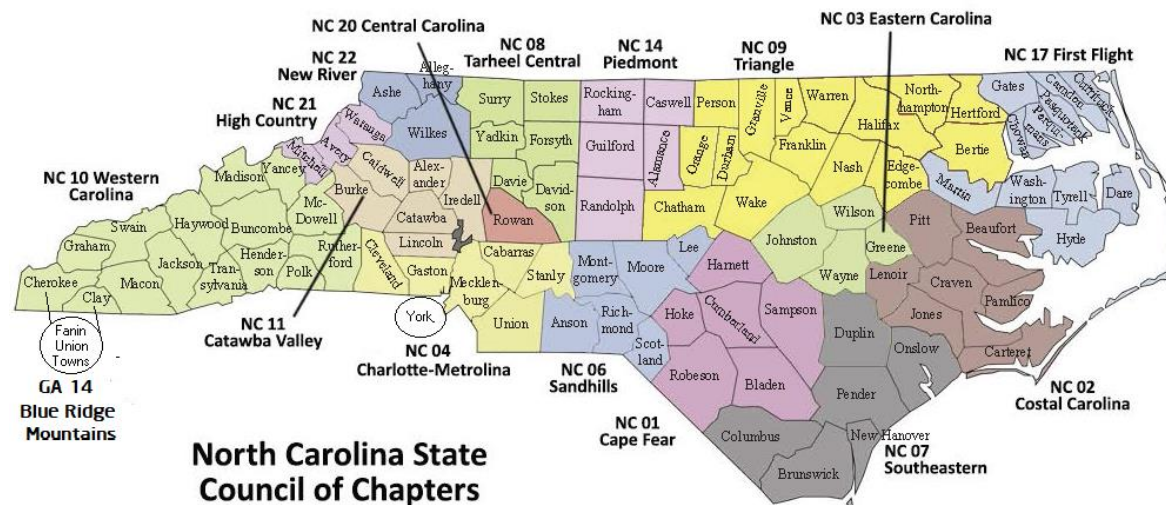 NC 20 Central Carolina
NC 03 Eastern Carolina
NC 22
New River
NC 08
Tarheel Central
NC 14
Piedmont
NC 09
Triangle
NC 17 First Flight
NC 21
High Country
NC 10 Western
Carolina
Ashe
Alleg-
hany
Wilkes
Surry
Stokes
Yadkin
Forsyth
Davie
David-
son
Rocking-
ham
Caswell
Guilford
Alamance
Randolph
Person
Granville
Vance
Warren
North-
hampton
Hertford
Halifax
Bertie
Orange
Durham
Franklin
Nash
Edge-
combe
Chatham
Wake
Gates
Camden
Currituck
Pasquotank
Perqui-
mans
Chowan
Martin
Wash-
ington
Tyrell
Dare
Hyde
Watauga
Avery
Mitchell
Caldwell
Alex-
ander
Burke
Iredell
Catawba
Lincoln
Rowan
Madison
Yancey
Mc-
Dowell
Swain
Haywood
Buncombe
Graham
Cherokee
Clay
Macon
Jackson
Tran-
sylvania
Hender-
son
Polk
Ruther-
ford
Cleveland
Gaston
Mecklen-
burg
Cabarras
Stanly
Union
Mont-
gomery
Moore
Lee
Anson
Rich-
mond
Scot-
land
Harnett
Hoke
Cumberland
Sampson
Robeson
Bladen
Johnston
Wilson
Wayne
Greene
Pitt
Beaufort
Lenoir
Craven
Pamlico
Jones
Carteret
Duplin
Onslow
Pender
Columbus
Brunswick
New Hanover
Fanin
Union
Towns
GA 14
Blue Ridge
Mountains
NC 11
Catawba Valley
York
NC 04
Charlotte-Metrolina
NC 06
Sandhills
NC 01
Cape Fear
NC 07
Southeastern
NC 02
Costal Carolina
North Carolina State
Council of Chapters